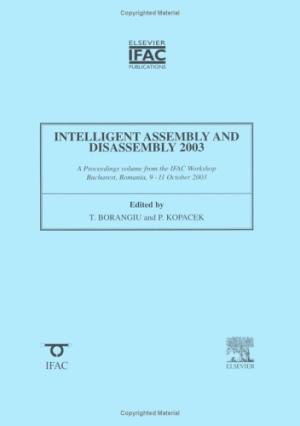 Copyrighted Material
ELSEVIER
IFAC
PUBLICATIONS
INTELLIGENT ASSEMBLY AND
DISASSEMBLY 2003
A Proceedings volume from the IFAC Workshop
Bucharest, Romania, 9 - 11 October 2003
Edited by
T. BORANGIU and P. KOPACEK
IFAC
ELSEVIER
Copyrighted Material